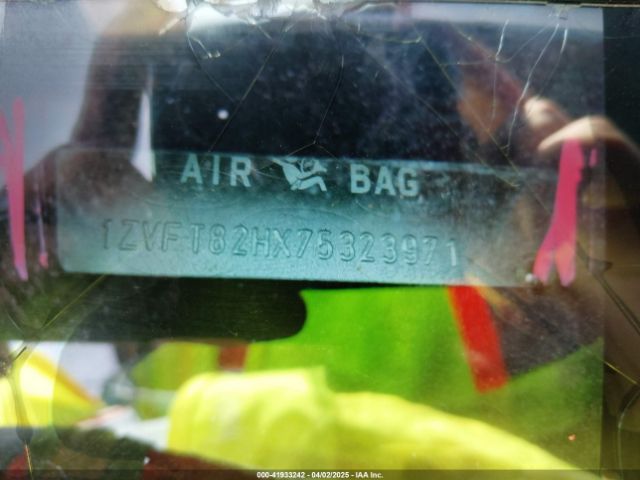 AIR BAG
1ZVFT82HX75323971
000-41933242 - 04/02/2025 - IAA Inc.